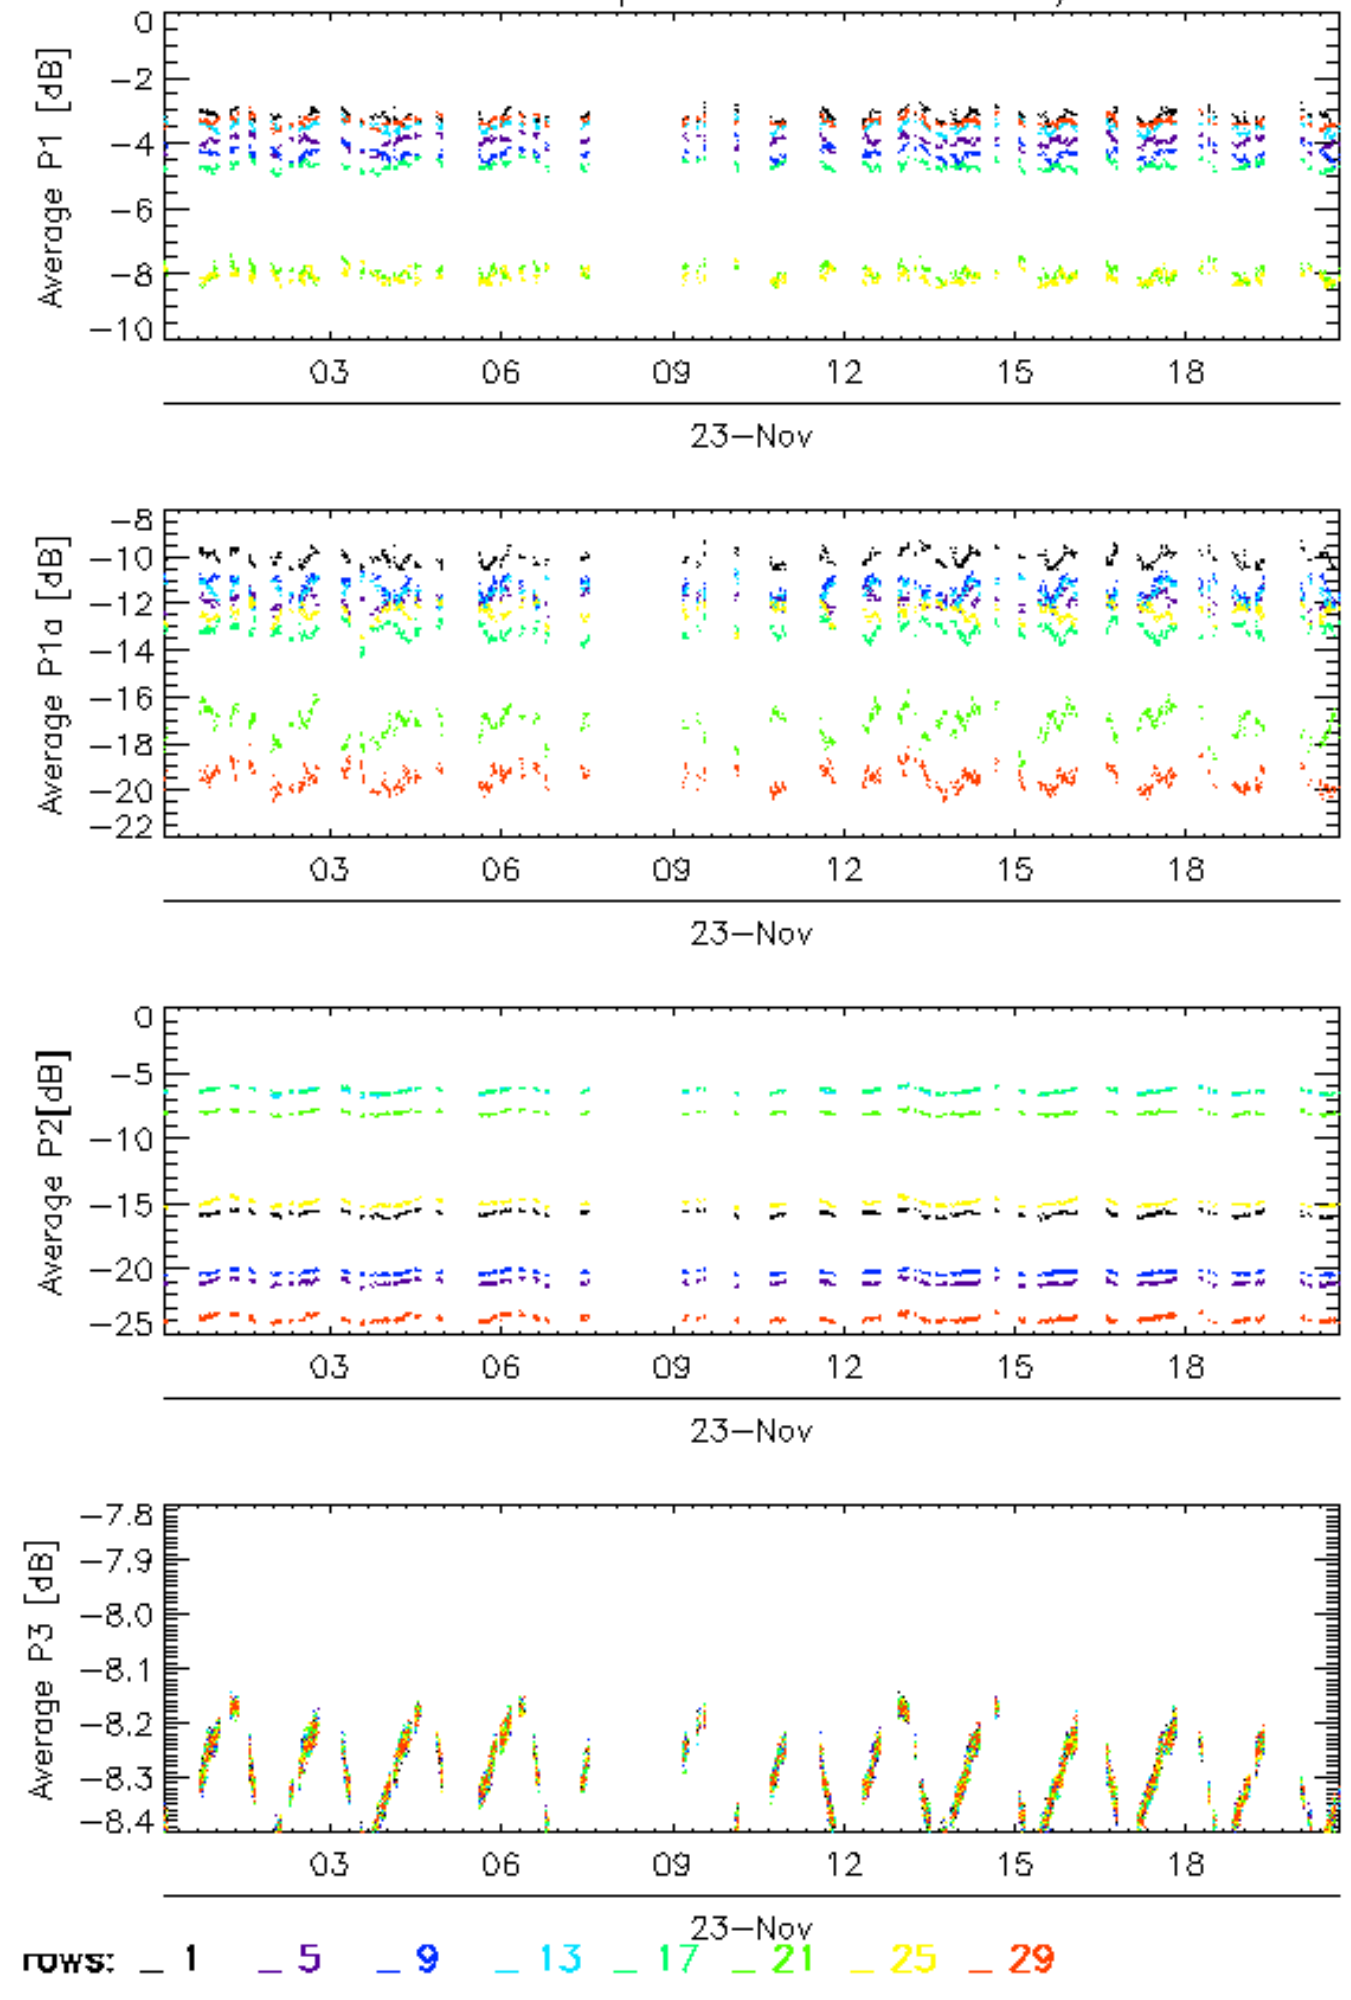 0
−2
−4
−6
−8
−10
Average P1 [dB]
03 06 09 12 15 18
23−Nov
−8
−10
−12
−14
−16
−18
−20
−22
Average P1a [dB]
03 06 09 12 15 18
23−Nov
0
−5
−10
−15
−20
−25
Average P2[dB]
03 06 09 12 15 18
23−Nov
−7.8
−7.9
−8.0
−8.1
−8.2
−8.3
−8.4
Average P3 [dB]
03 06 09 12 15 18
23−Nov
rows: _ 1 _ 5 _ 9 _ 13 _ 17 _ 21 _ 25 _ 29